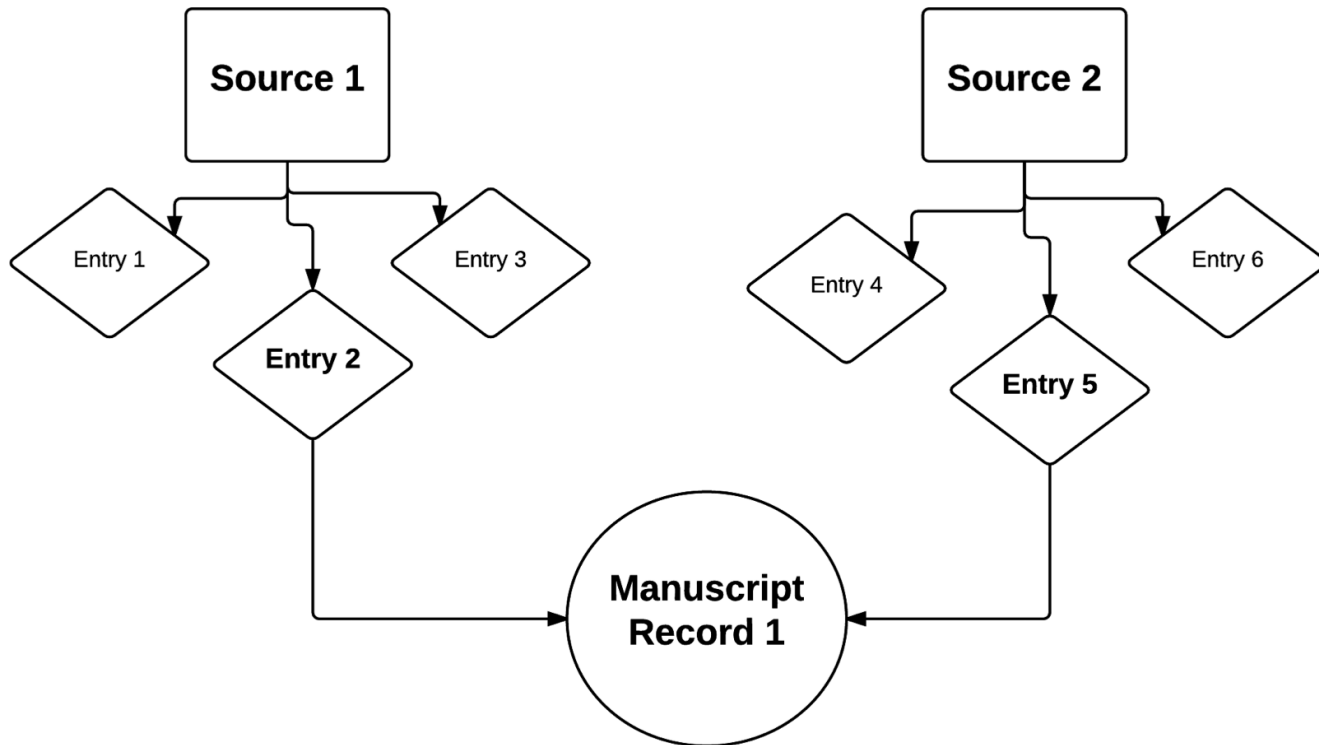 Source 1
Source 2
Entry 1
Entry 3
Entry 2
Entry 4
Entry 6
Entry 5
Manuscript
Record 1